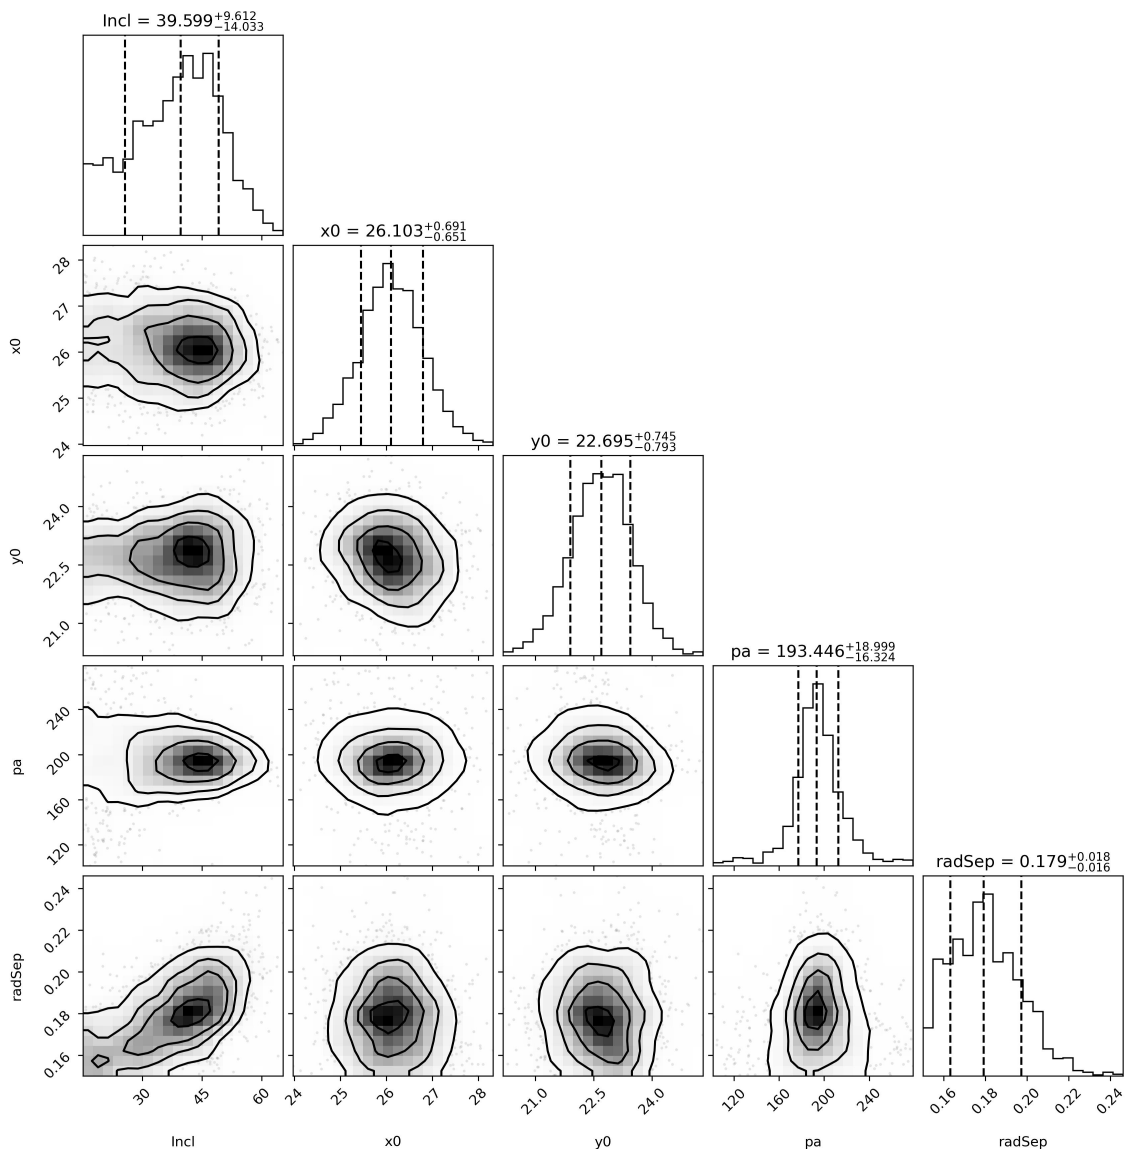 Incl = 39.599+9.612−14.033
x0 = 26.103+0.691−0.651
28
27
26
25
24
x0
y0 = 22.695+0.745−0.793
24.0
22.5
21.0
y0
pa = 193.446+18.999−16.324
240
200
160
120
pa
radSep = 0.179+0.018−0.016
0.24
0.22
0.20
0.18
0.16
radSep
30 45 60 24 25 26 27 28 21.0 22.5 24.0 120 160 200 240 0.16 0.18 0.20 0.22 0.24
Incl x0 y0 pa radSep